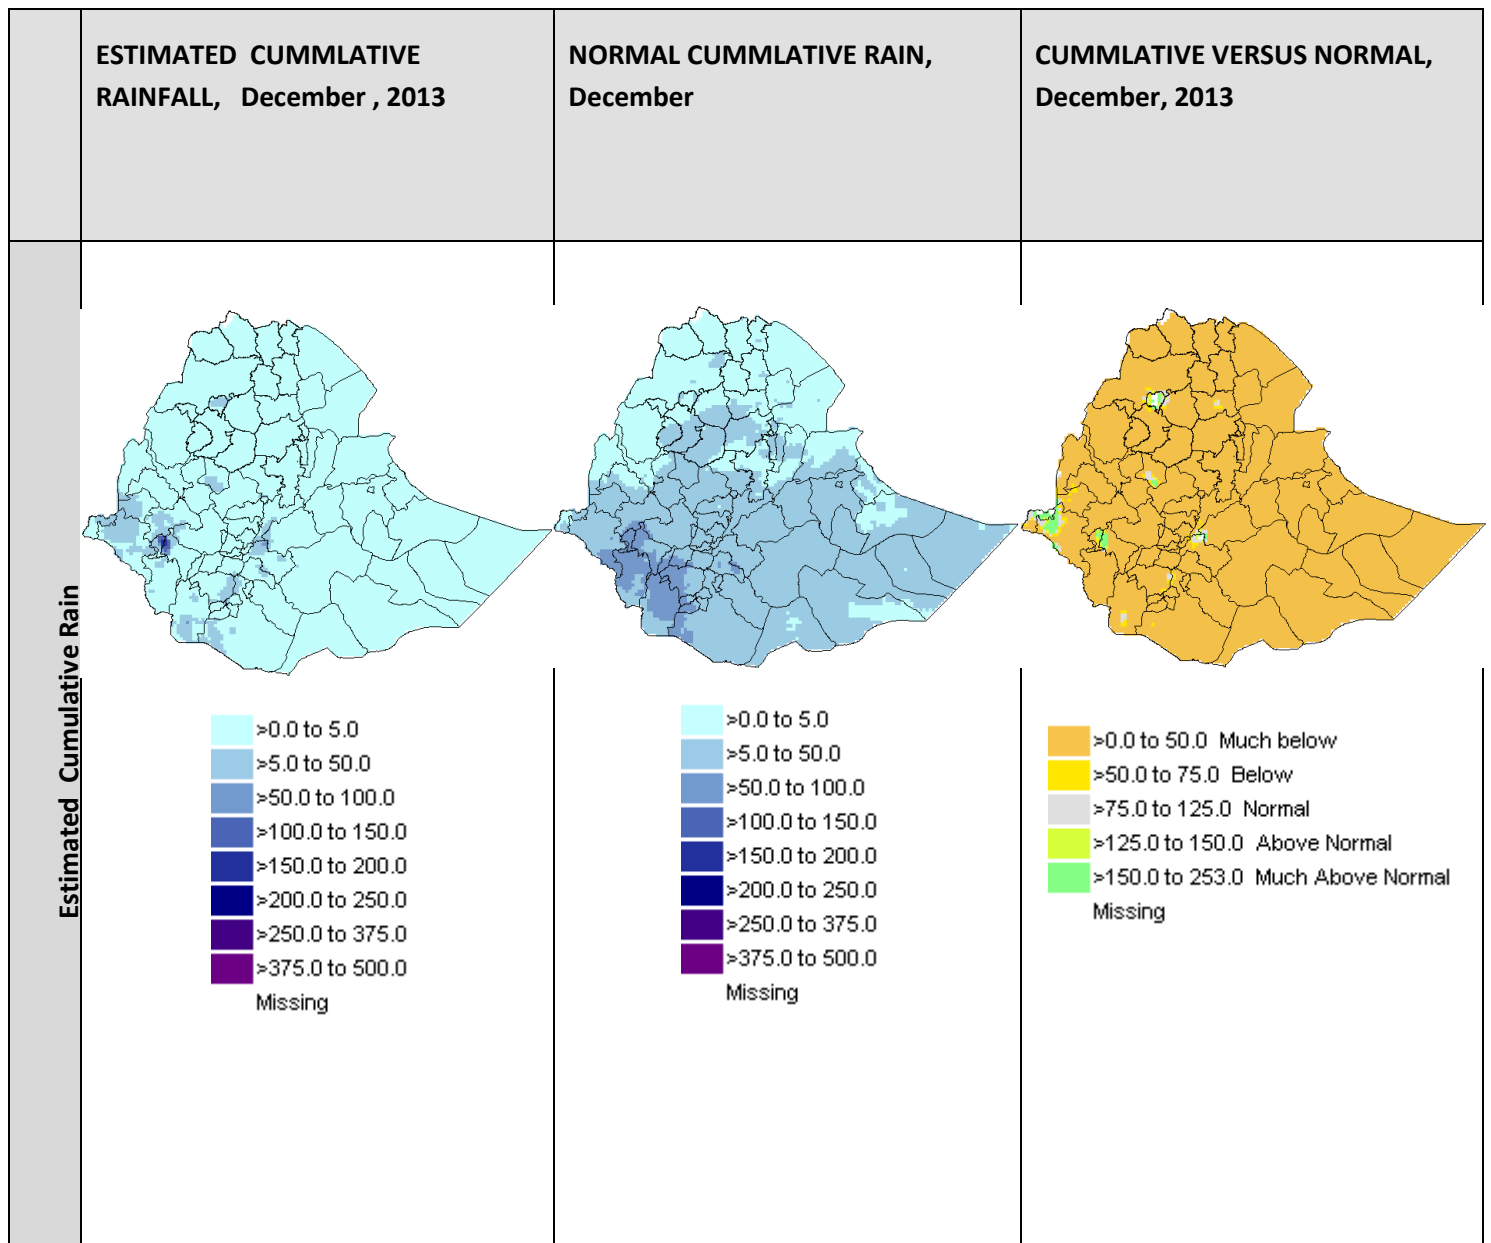 ESTIMATED CUMMLATIVE
RAINFALL, December , 2013
NORMAL CUMMLATIVE RAIN,
December
CUMMLATIVE VERSUS NORMAL,
December, 2013
Estimated Cumulative Rain
>0.0 to 5.0
>5.0 to 50.0
>50.0 to 100.0
>100.0 to 150.0
>150.0 to 200.0
>200.0 to 250.0
>250.0 to 375.0
>375.0 to 500.0
Missing
>0.0 to 5.0
>5.0 to 50.0
>50.0 to 100.0
>100.0 to 150.0
>150.0 to 200.0
>200.0 to 250.0
>250.0 to 375.0
>375.0 to 500.0
Missing
>0.0 to 50.0 Much below
>50.0 to 75.0 Below
>75.0 to 125.0 Normal
>125.0 to 150.0 Above Normal
>150.0 to 253.0 Much Above Normal
Missing